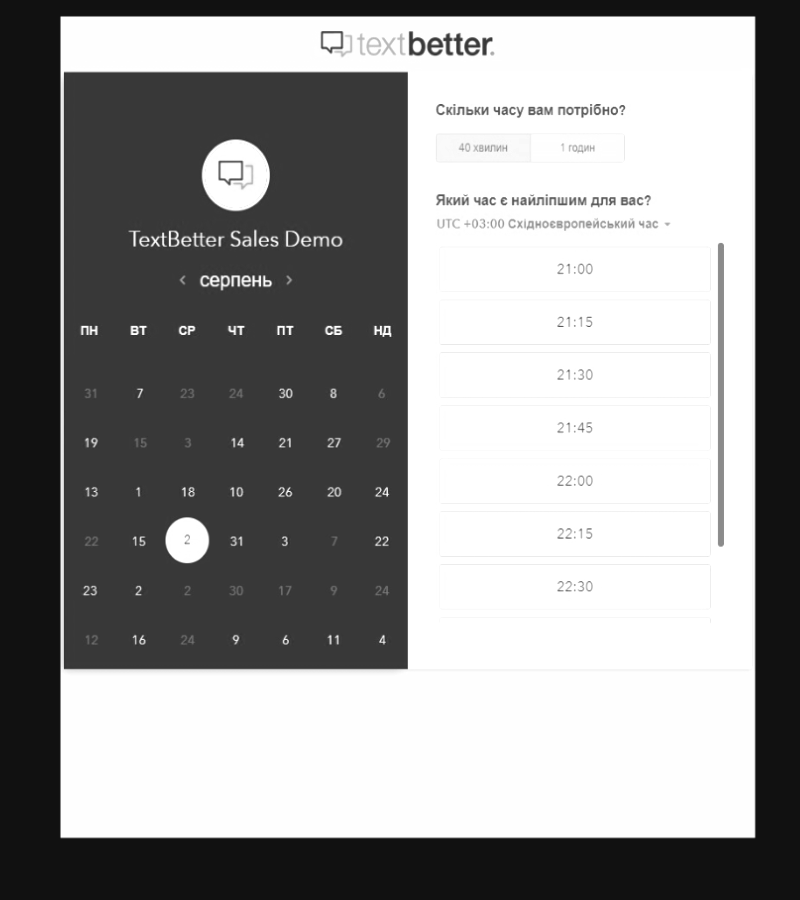 textbetter.
TextBetter Sales Demo
‹ серпень ›
ПН ВТ СР ЧТ ПТ СБ НД
31 7 23 24 30 8 6
19 15 3 14 21 27 29
13 1 18 10 26 20 24
22 15 2 31 3 7 22
23 2 2 30 17 9 24
12 16 24 9 6 11 4
Скільки часу вам потрібно?
40 хвилин 1 годин
Який час є найліпшим для вас?
UTC +03:00 Східноєвропейський час
21:00
21:15
21:30
21:45
22:00
22:15
22:30